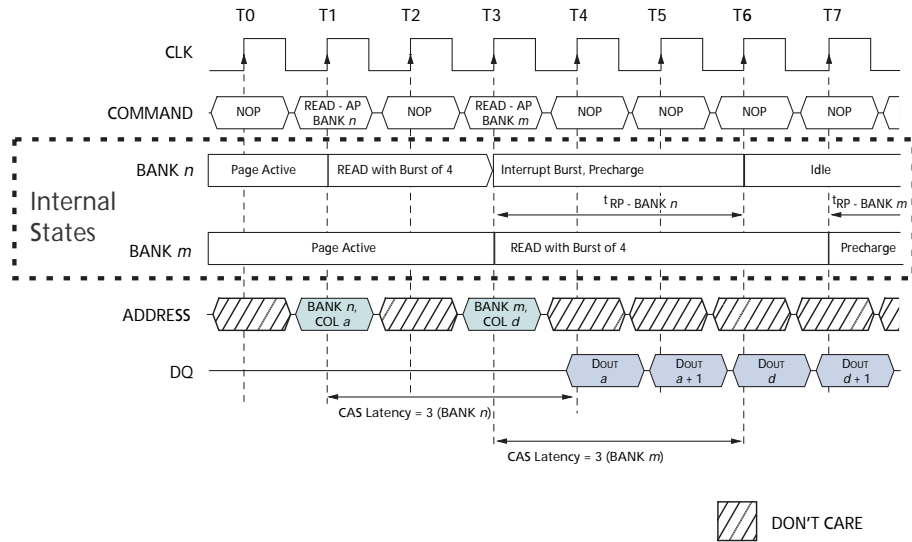 T0 T1 T2 T3 T4 T5 T6 T7
CLK
COMMAND NOP READ - AP BANK n NOP READ - AP BANK m NOP NOP NOP NOP
Internal States
BANK n Page Active READ with Burst of 4 Interrupt Burst, Precharge Idle
tRP - BANK n tRP - BANK m
BANK m Page Active READ with Burst of 4 Precharge
ADDRESS BANK n, COL a BANK m, COL d
DQ DOUT a DOUT a + 1 DOUT d DOUT d + 1
CAS Latency = 3 (BANK n)
CAS Latency = 3 (BANK m)
DON'T CARE